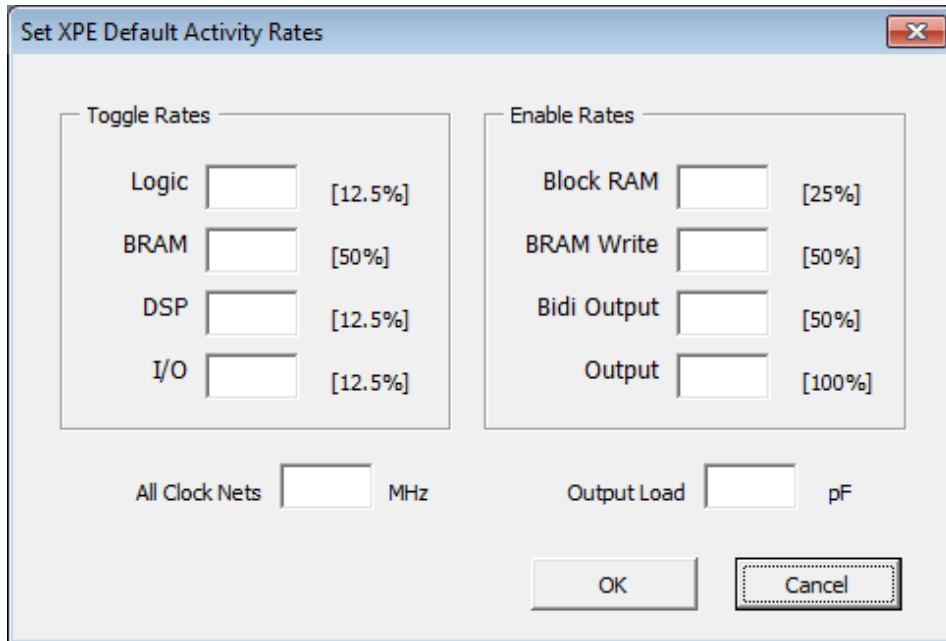 Set XPE Default Activity Rates
Toggle Rates
Logic [12.5%]
BRAM [50%]
DSP [12.5%]
I/O [12.5%]
Enable Rates
Block RAM [25%]
BRAM Write [50%]
Bidi Output [50%]
Output [100%]
All Clock Nets MHz
Output Load pF
OK
Cancel